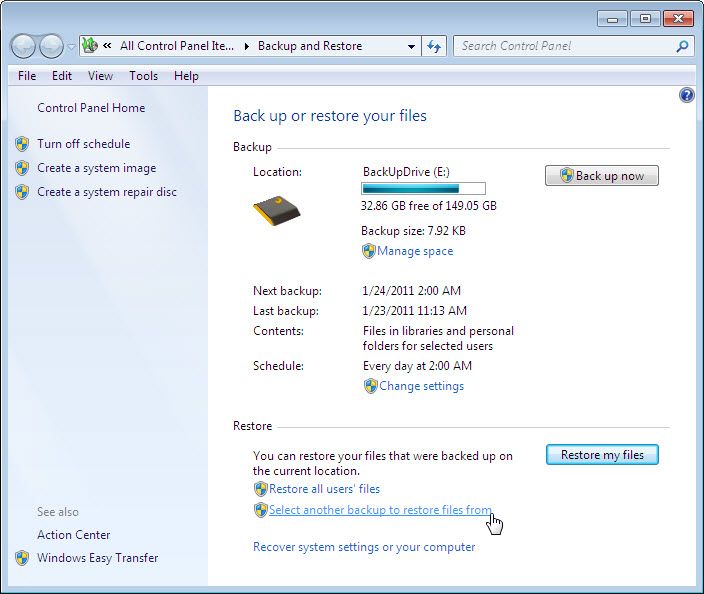 All Control Panel Ite...
Backup and Restore
Search Control Panel
File Edit View Tools Help
Control Panel Home
Turn off schedule
Create a system image
Create a system repair disc
See also
Action Center
Windows Easy Transfer
Back up or restore your files
Backup
Location:
BackUpDrive (E:)
Back up now
32.86 GB free of 149.05 GB
Backup size: 7.92 KB
Manage space
Next backup: 1/24/2011 2:00 AM
Last backup: 1/23/2011 11:13 AM
Contents: Files in libraries and personal
folders for selected users
Schedule: Every day at 2:00 AM
Change settings
Restore
You can restore your files that were backed up on
the current location.
Restore my files
Restore all users' files
Select another backup to restore files from
Recover system settings or your computer